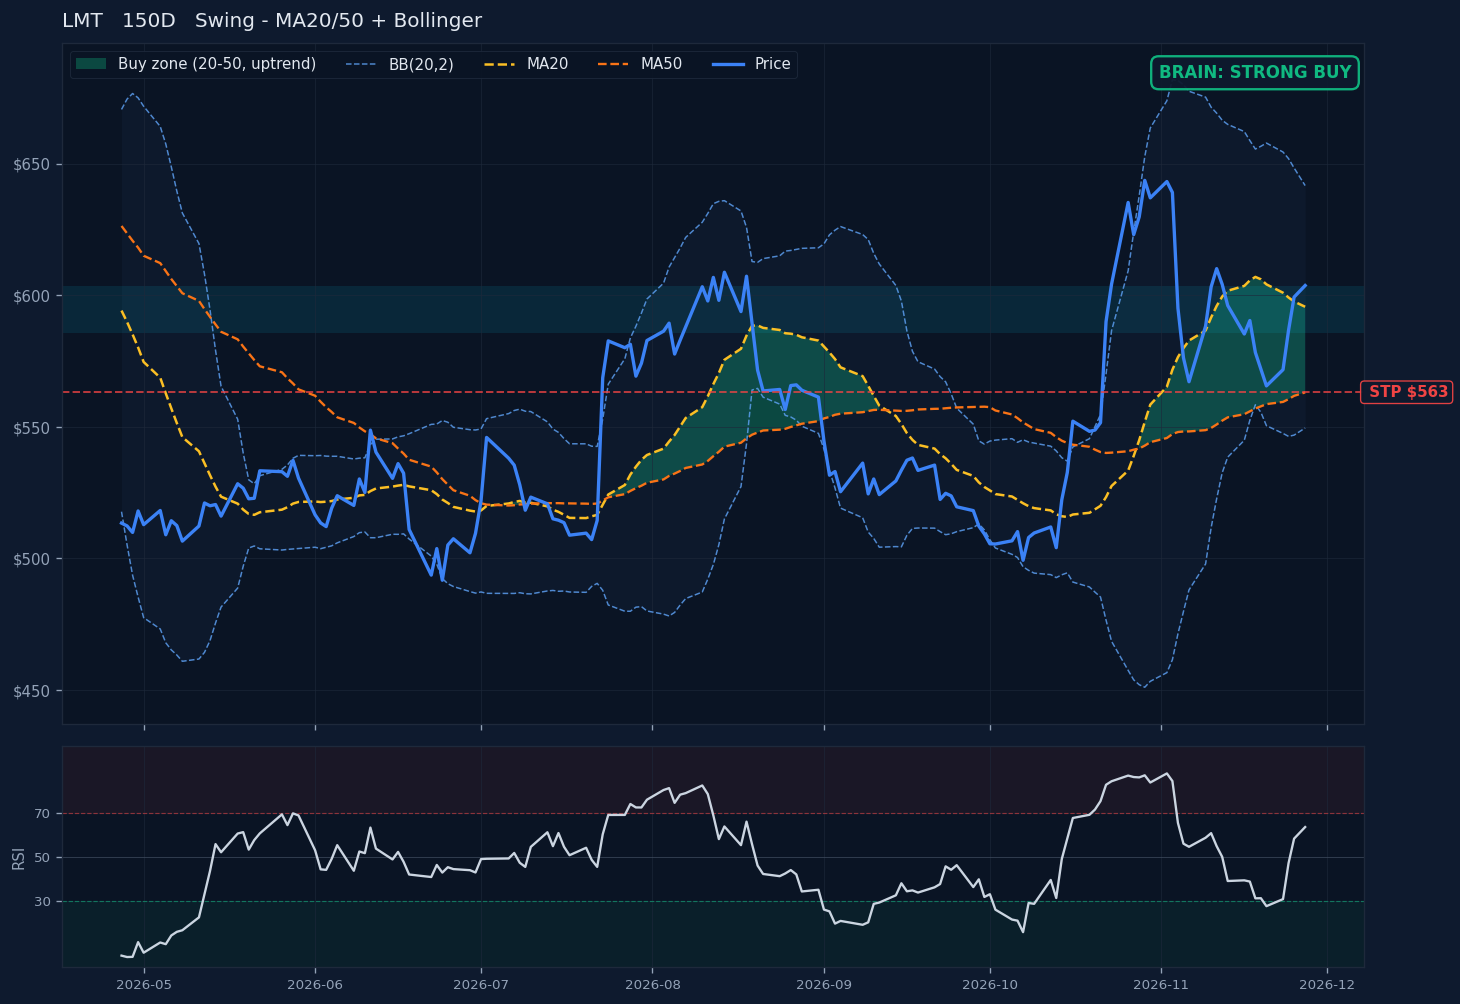 LMT   150D   Swing - MA20/50 + Bollinger
Buy zone (20-50, uptrend)
BB(20,2)
MA20
MA50
Price
BRAIN: STRONG BUY
$650
$600
$550
$500
$450
STP $563
RSI
70
50
30
2026-05
2026-06
2026-07
2026-08
2026-09
2026-10
2026-11
2026-12